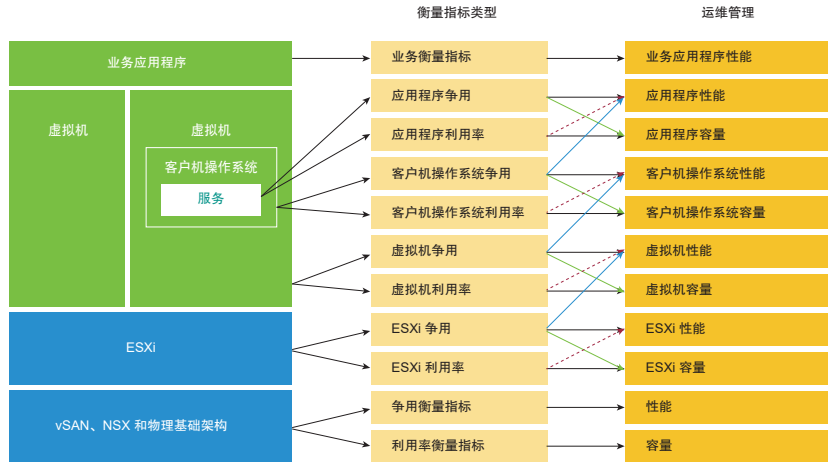 衡量指标类型
运维管理
业务应用程序
业务衡量指标
业务应用程序性能
虚拟机
虚拟机
客户机操作系统
服务
应用程序争用
应用程序性能
应用程序利用率
应用程序容量
客户机操作系统争用
客户机操作系统性能
客户机操作系统利用率
客户机操作系统容量
虚拟机争用
虚拟机性能
虚拟机利用率
虚拟机容量
ESXi
ESXi 争用
ESXi 性能
ESXi 利用率
ESXi 容量
vSAN、NSX 和物理基础架构
争用衡量指标
性能
利用率衡量指标
容量